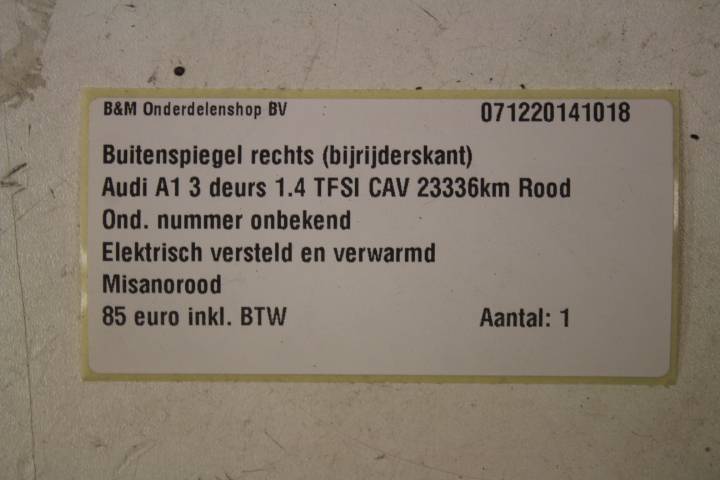 B&M Onderdelenshop BV 071220141018
Buitenspiegel rechts (bijrijderskant)
Audi A1 3 deurs 1.4 TFSI CAV 23336km Rood
Ond. nummer onbekend
Elektrisch versteld en verwarmd
Misanorood
85 euro inkl. BTW Aantal: 1